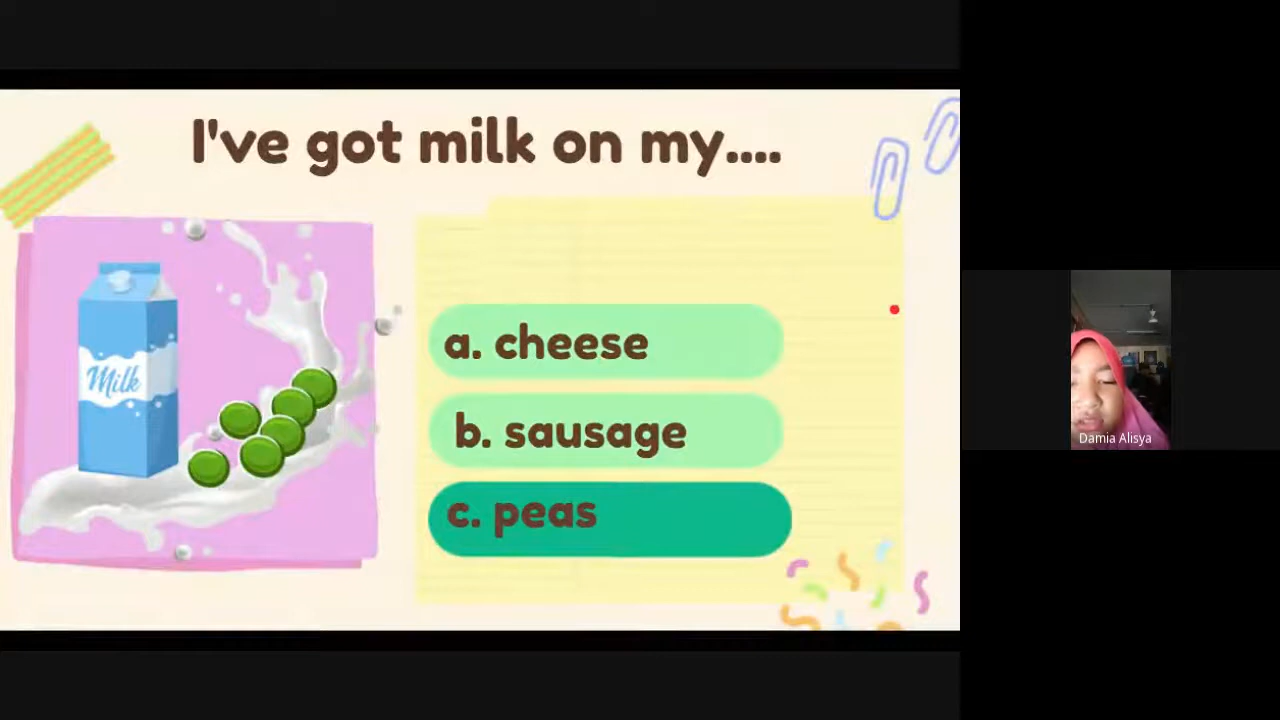 I've got milk on my....
Milk
a. cheese
b. sausage
c. peas
Damia Alisya